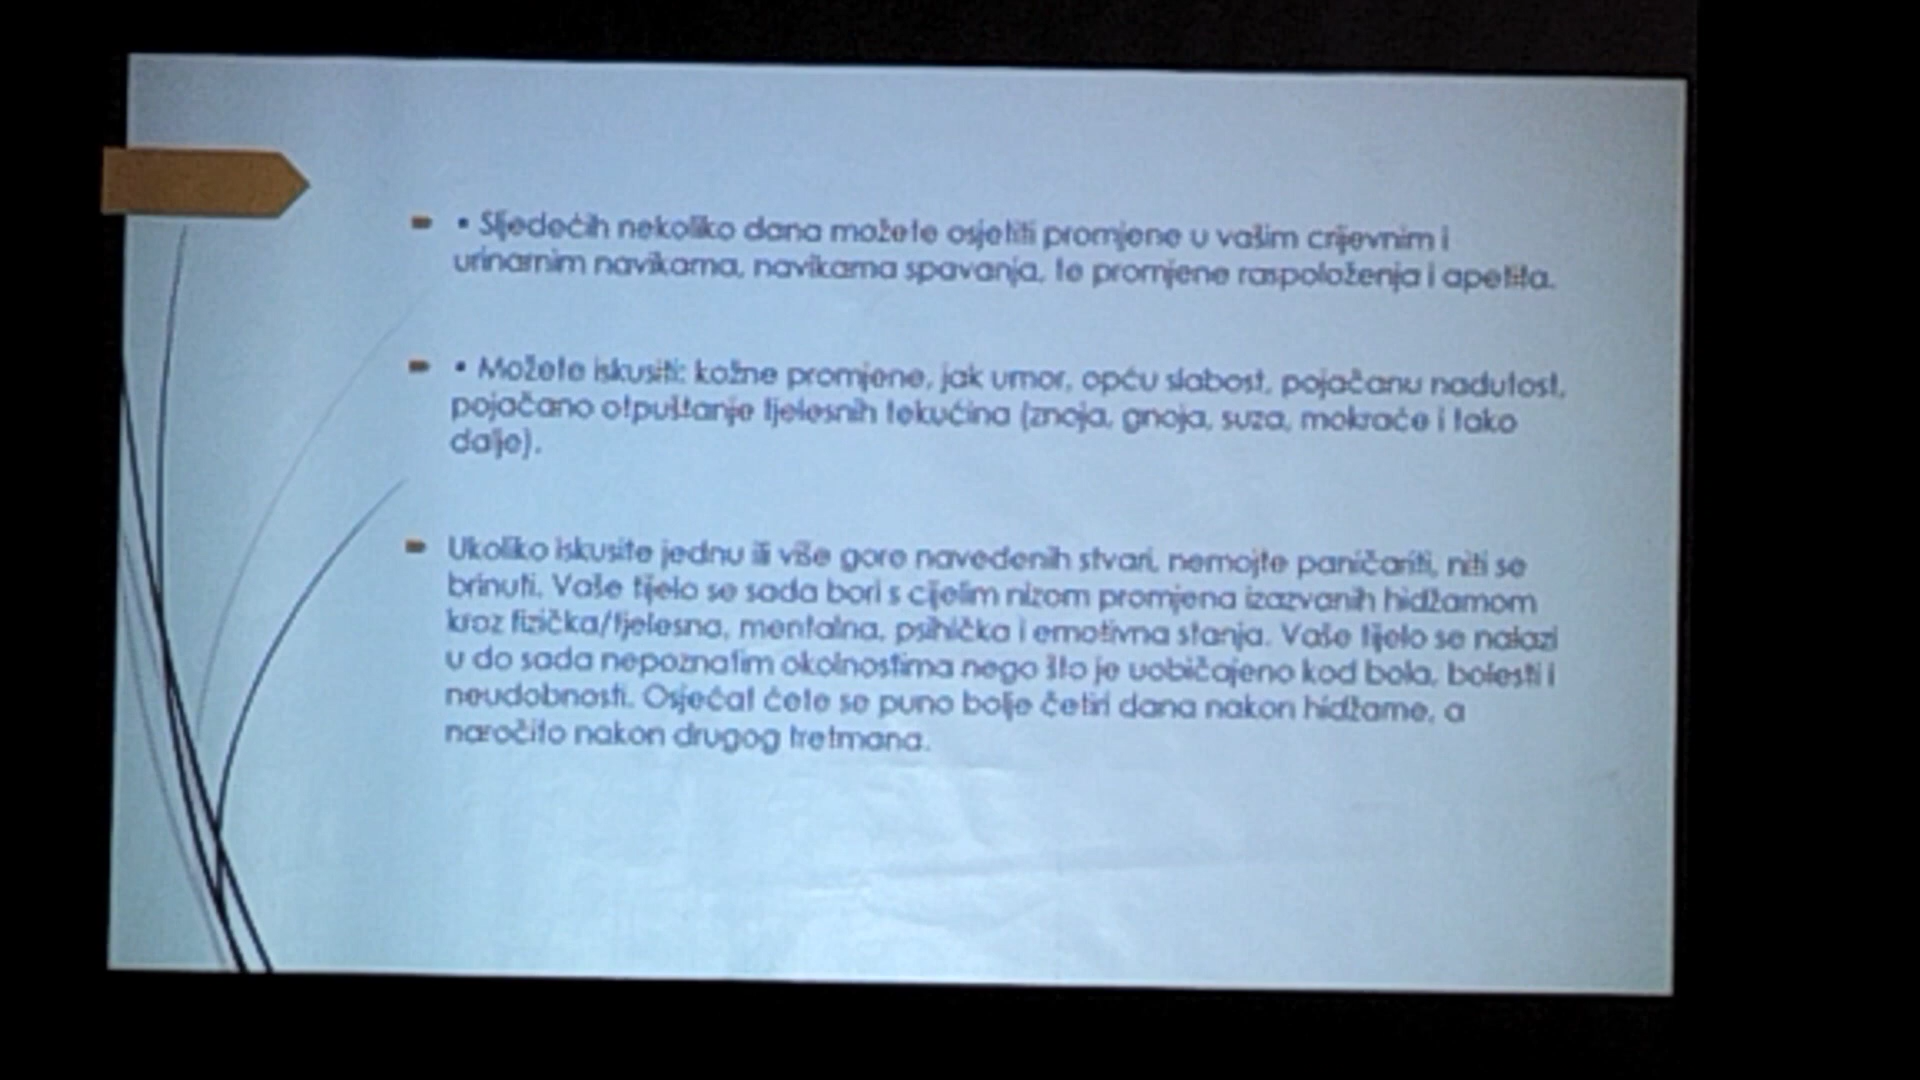 • Sljedećih nekoliko dana možete osjetiti promjene u vašim crijevnim i
urinarnim navikama, navikama spavanja, te promjene raspoloženja i apetita.
• Možete iskusiti: kožne promjene, jak umor, opću slabost, pojačanu nadutost,
pojačano otpuštanje tjelesnih tekućina (znoja, gnoja, suza, mokraće i tako
dalje).
Ukoliko iskusite jednu ili više gore navedenih stvari, nemojte paničariti, niti se
brinuti. Vaše tijelo se sada bori s cijelim nizom promjena izazvanih hidžamom
kroz fizička/tjelesna, mentalna, psihička i emotivna stanja. Vaše tijelo se nalazi
u do sada nepoznatim okolnostima nego što je uobičajeno kod bola, bolesti i
neudobnosti. Osjećat ćete se puno bolje četiri dana nakon hidžame, a
naročito nakon drugog tretmana.